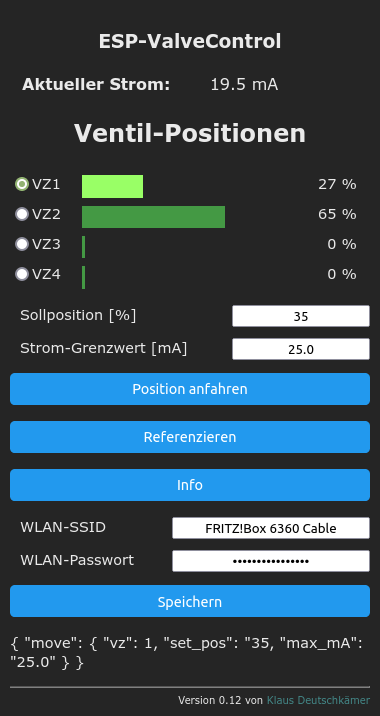 ESP-ValveControl
Aktueller Strom: 19.5 mA
Ventil-Positionen
VZ1 27 %
VZ2 65 %
VZ3 0 %
VZ4 0 %
Sollposition [%] 35
Strom-Grenzwert [mA] 25.0
Position anfahren
Referenzieren
Info
WLAN-SSID FRITZ!Box 6360 Cable
WLAN-Passwort ••••••••••••••••
Speichern
{ "move": { "vz": 1, "set_pos": "35, "max_mA":
"25.0" } }
Version 0.12 von Klaus Deutschkämer